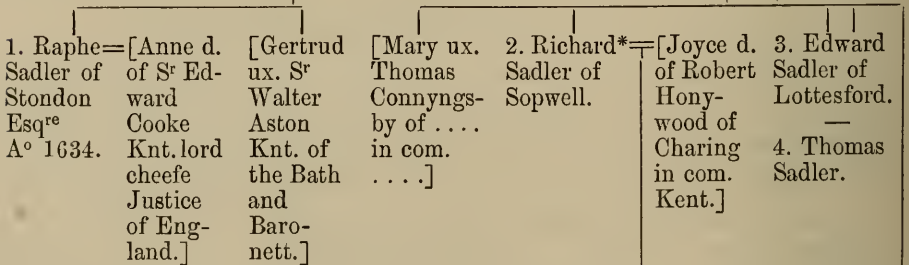 1. Raphe=[Anne d.
Sadler of
of Sʳ Ed-
Stondon
ward
Esqʳᵉ
Cooke
Aº 1634.
Knt. lord
cheefe
Justice
of Eng-
land.]
[Gertrud
ux. Sʳ
Walter
Aston
Knt. of
the Bath
and
Baro-
nett.]
[Mary ux.
Thomas
Connyngs-
by of ....
in com.
....]
2. Richard*=[Joyce d.
Sadler of
of Robert
Sopwell.
Hony-
wood of
Charing
in com.
Kent.]
3. Edward
Sadler of
Lottesford.
—
4. Thomas
Sadler.